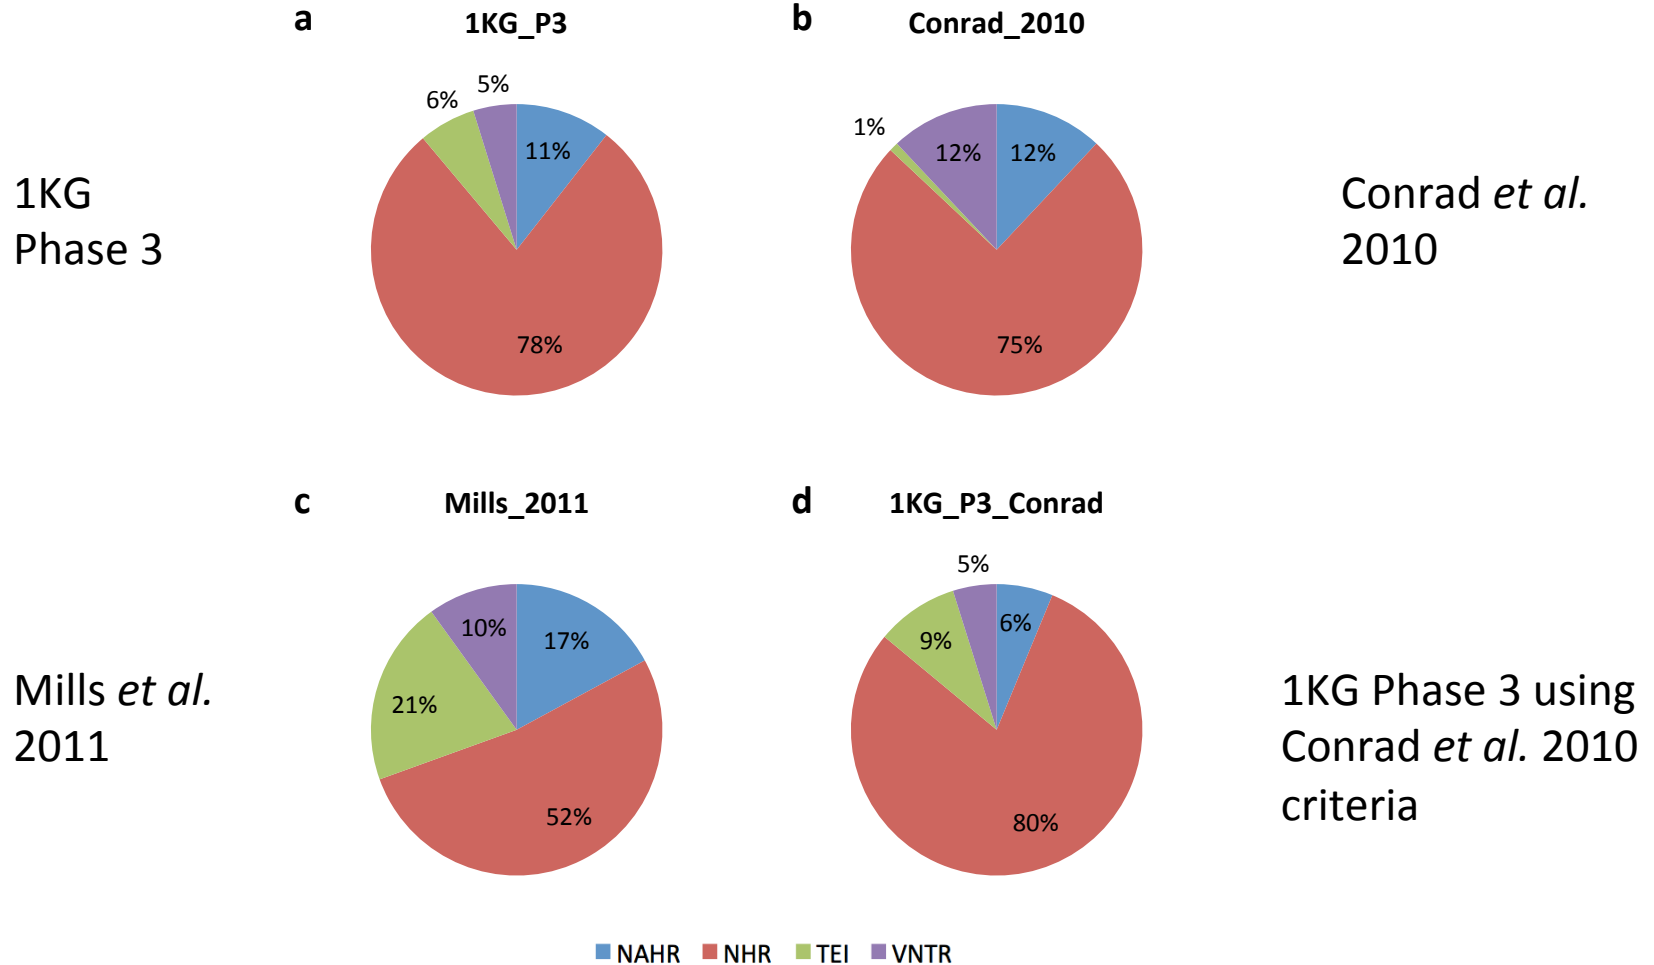 a
1KG_P3
5%
6%
11%
78%
1KG
Phase 3
b
Conrad_2010
1%
12%
12%
75%
Conrad et al.
2010
c
Mills_2011
10%
17%
21%
52%
Mills et al.
2011
d
1KG_P3_Conrad
5%
6%
9%
80%
1KG Phase 3 using
Conrad et al. 2010
criteria
NAHR NHR TEI VNTR